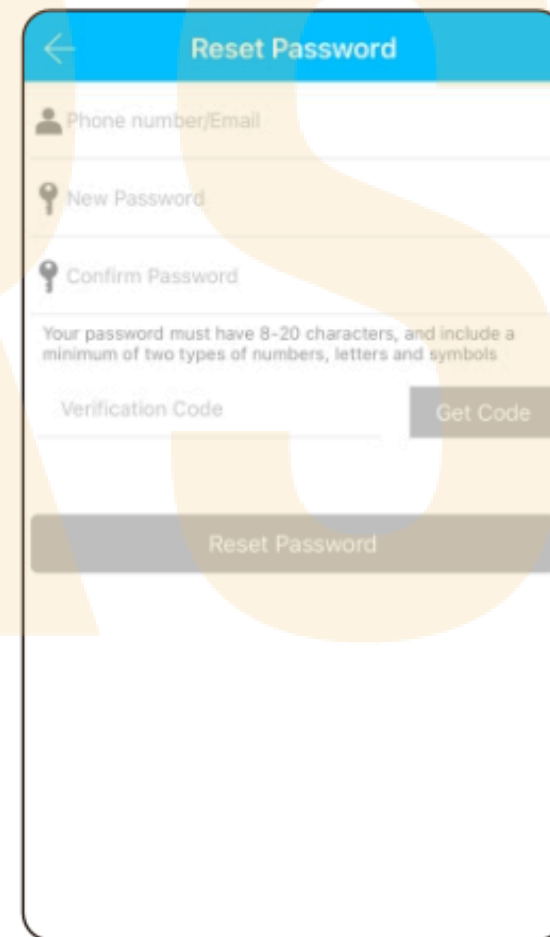 Reset Password
Phone number/Email
New Password
Confirm Password
Your password must have 8-20 characters, and include a
minimum of two types of numbers, letters and symbols
Verification Code
Get Code
Reset Password